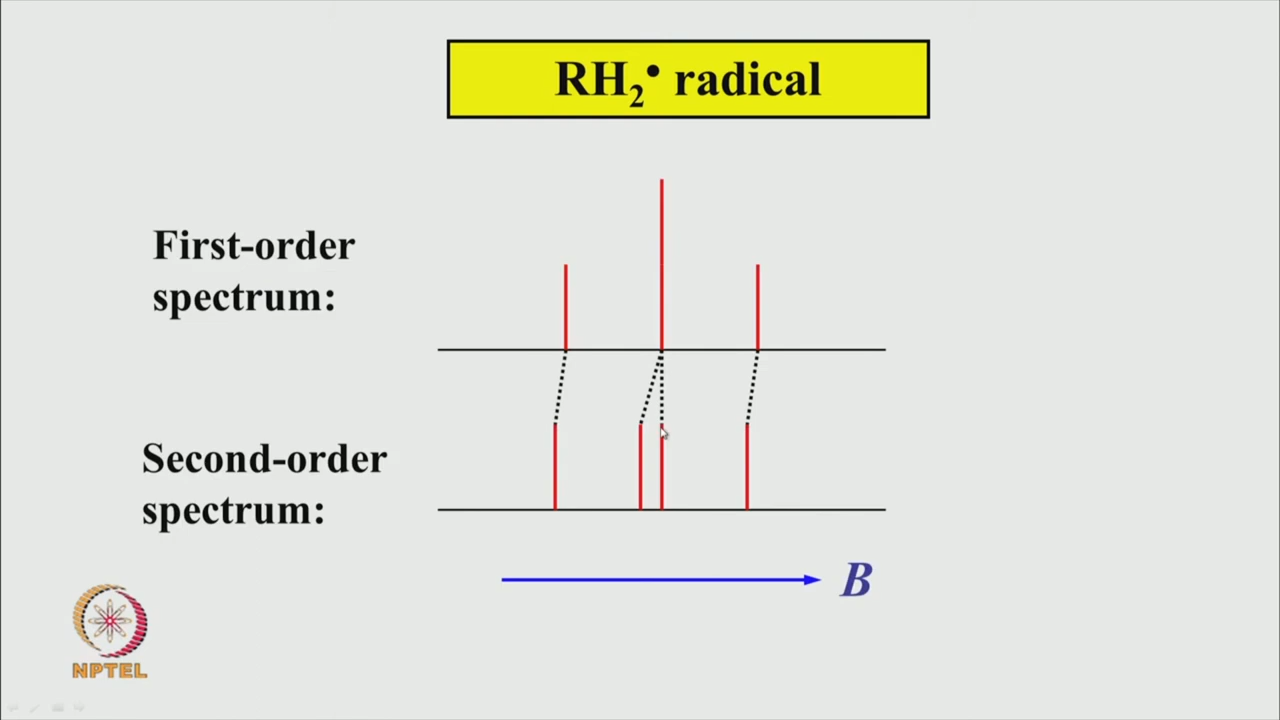 RH₂• radical
First-order
spectrum:
Second-order
spectrum:
B
NPTEL